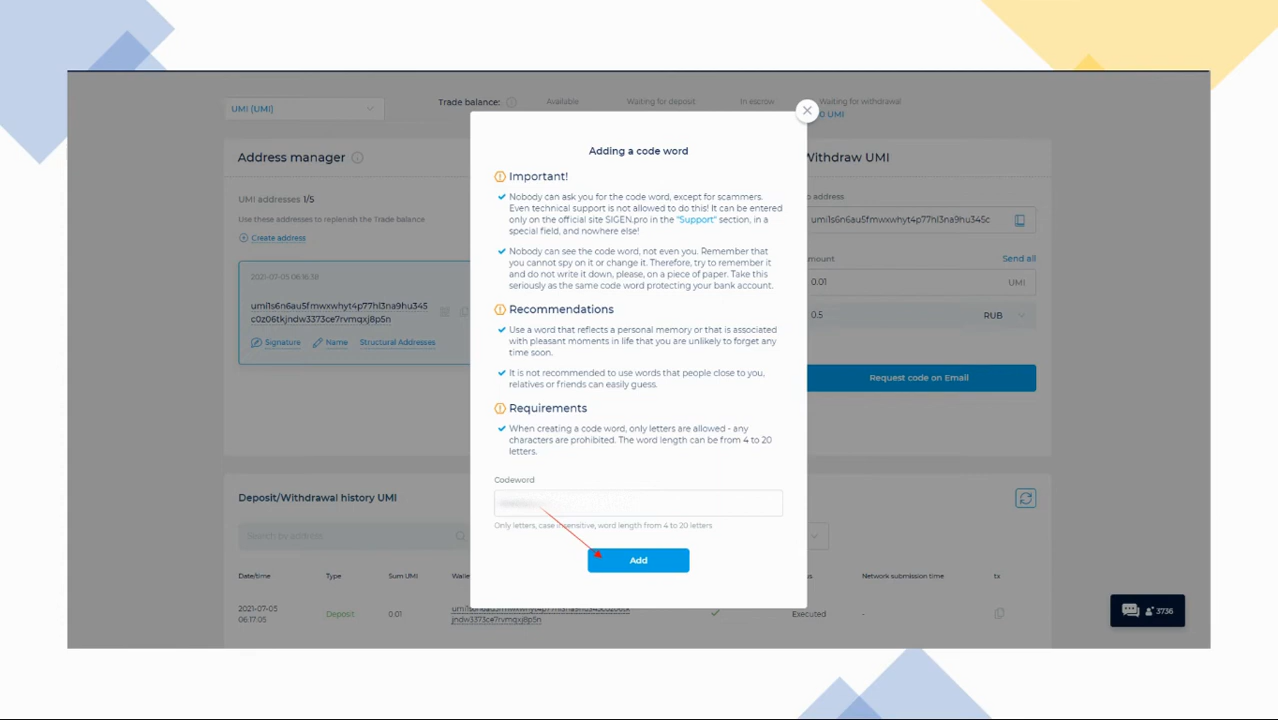 UMI (UMI)
Trade balance:
Available
Waiting for deposit
In escrow
Waiting for withdrawal
0 UMI
Address manager
UMI addresses 1/5
Use these addresses to replenish the Trade balance
Create address
2021-07-05 06:16:38
umi1s6n6au5fmwxwhyt4p77hl3na9hu345
c0z06tkjndw3373ce7rvmqxj8p5n
Signature
Name
Structural Addresses
Adding a code word
Important!
Nobody can ask you for the code word, except for scammers.
Even technical support is not allowed to do this! It can be entered
only on the official site SIGEN.pro in the "Support" section, in a
special field, and nowhere else!
Nobody can see the code word, not even you. Remember that
you cannot spy on it or change it. Therefore, try to remember it
and do not write it down, please, on a piece of paper. Take this
seriously as the same code word protecting your bank account.
Recommendations
Use a word that reflects a personal memory or that is associated
with pleasant moments in life that you are unlikely to forget any
time soon.
It is not recommended to use words that people close to you,
relatives or friends can easily guess.
Requirements
When creating a code word, only letters are allowed - any
characters are prohibited. The word length can be from 4 to 20
letters.
Codeword
Only letters, case insensitive, word length from 4 to 20 letters
Add
Withdraw UMI
o address
umi1s6n6au5fmwxwhyt4p77hl3na9hu345c
mount
Send all
0.01
UMI
0.5
RUB
Request code on Email
Deposit/Withdrawal history UMI
Search by address
Date/time
Type
Sum UMI
Walle
s.
Network submission time
tx
2021-07-05
06:17:05
Deposit
0.01
umi1s6n6au5fmwxwhyt4p77hl3na9hu345c0z06tk
jndw3373ce7rvmqxj8p5n
Executed
-
3736